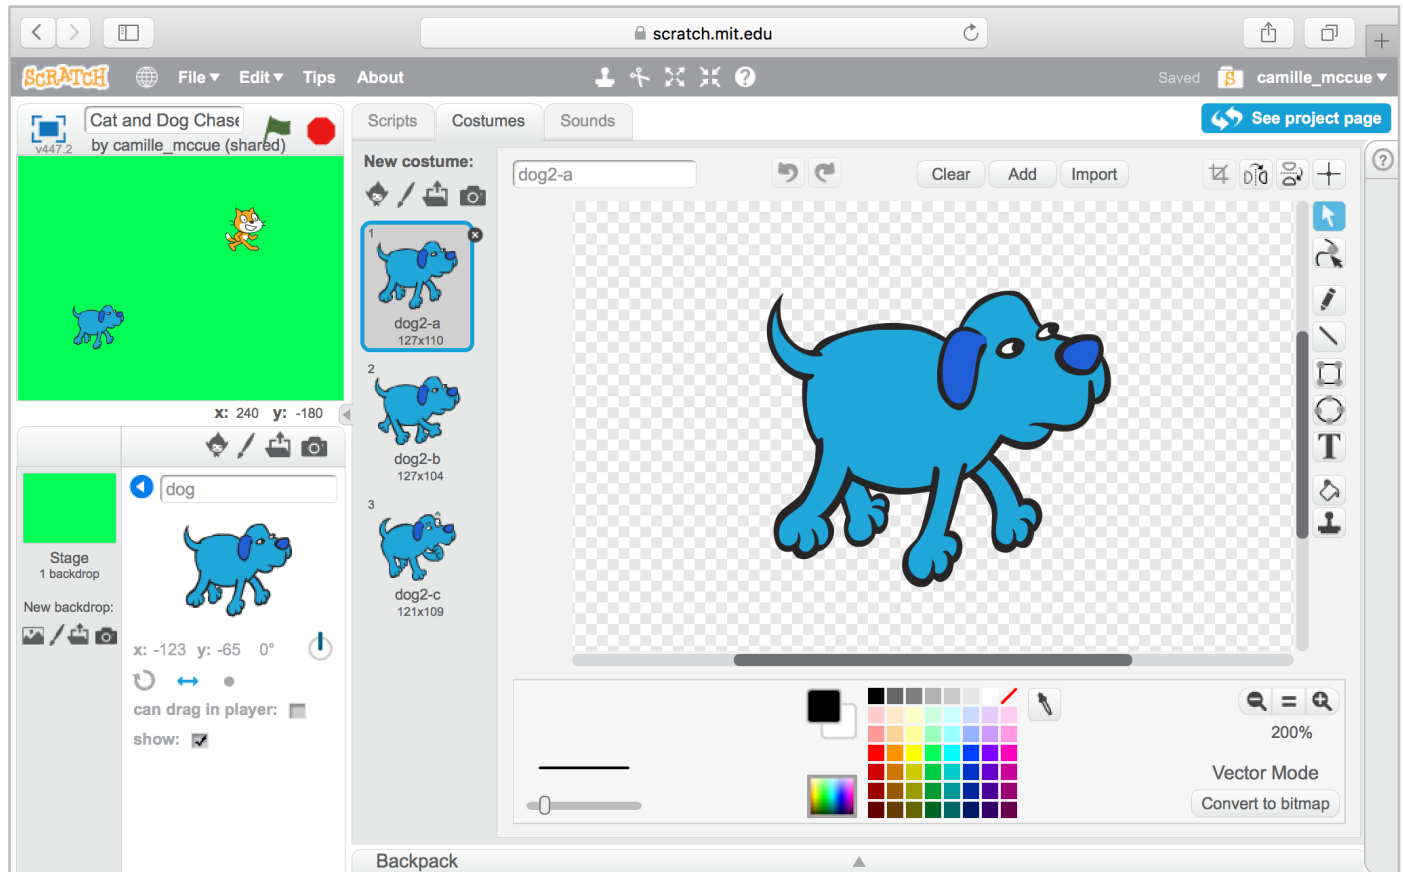 scratch.mit.edu
SCRATCH
File Edit Tips About
Saved
S
camille_mccue
Cat and Dog Chase
by camille_mccue (shared)
v447.2
x: 240 y: -180
Stage
1 backdrop
New backdrop:
dog
x: -123 y: -65 0°
can drag in player:
show:
Scripts
Costumes
Sounds
See project page
New costume:
1
dog2-a
127x110
2
dog2-b
127x104
3
dog2-c
121x109
dog2-a
Clear
Add
Import
T
200%
Vector Mode
Convert to bitmap
Backpack